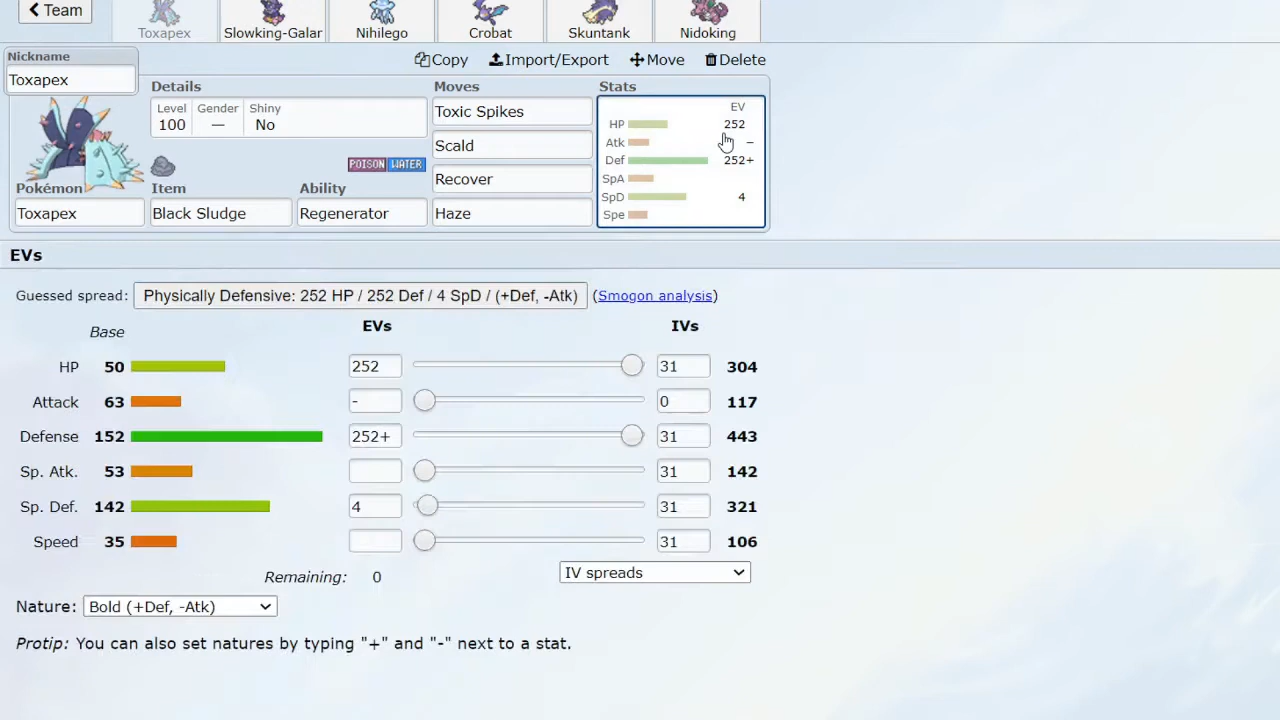 Team
Toxapex
Slowking-Galar
Nihilego
Crobat
Skuntank
Nidoking
Copy
Import/Export
Move
Delete
Nickname
Toxapex
Details
Level
100
Gender
—
Shiny
No
POISON WATER
Pokémon
Toxapex
Item
Black Sludge
Ability
Regenerator
Moves
Toxic Spikes
Scald
Recover
Haze
Stats
EV
HP 252
Atk −
Def 252+
SpA
SpD 4
Spe
EVs
Guessed spread: Physically Defensive: 252 HP / 252 Def / 4 SpD / (+Def, -Atk) (Smogon analysis)
Base EVs IVs
HP 50 252 31 304
Attack 63 - 0 117
Defense 152 252+ 31 443
Sp. Atk. 53 31 142
Sp. Def. 142 4 31 321
Speed 35 31 106
Remaining: 0 IV spreads
Nature: Bold (+Def, -Atk)
Protip: You can also set natures by typing "+" and "-" next to a stat.